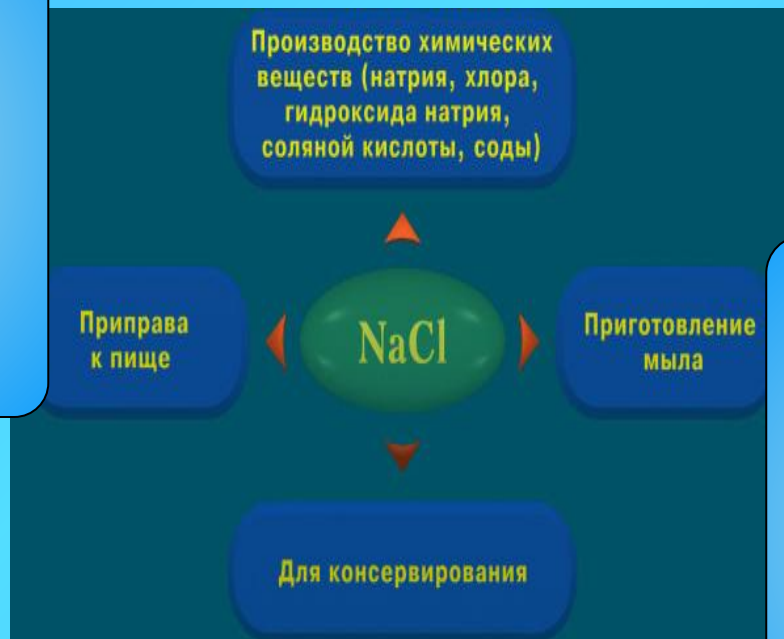 Производство химических
веществ (натрия, хлора,
гидроксида натрия,
соляной кислоты, соды)
Приправа
к пище
NaCl
Приготовление
мыла
Для консервирования